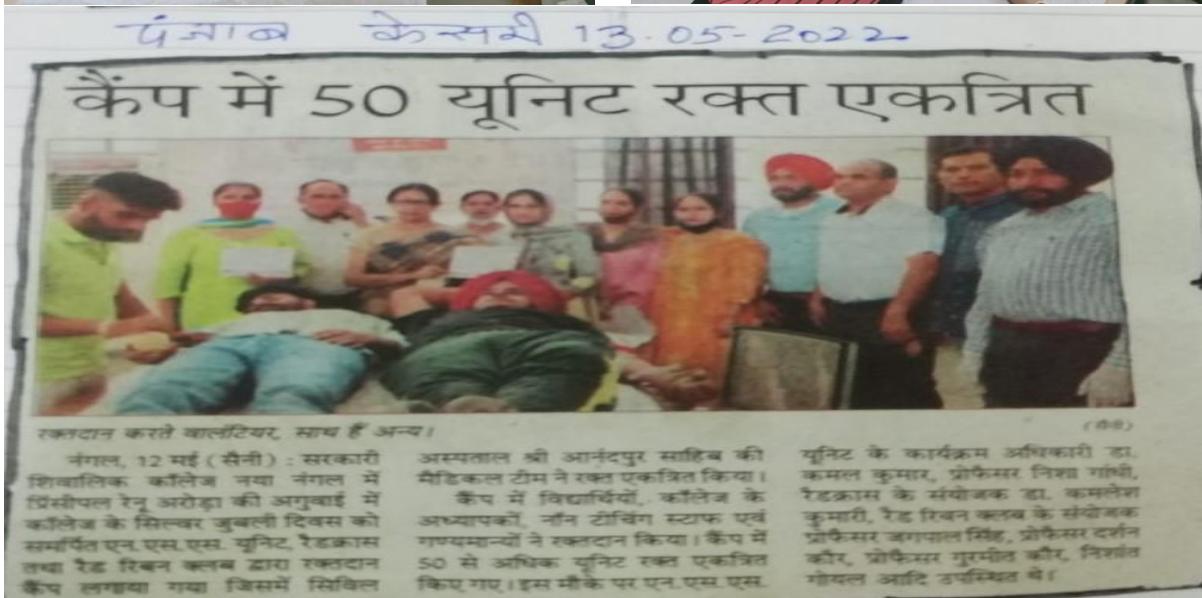 पंजाब केसरी 13-05-2022
कैंप में 50 यूनिट रक्त एकत्रित
रक्तदान करते वालंटियर, साथ हैं अन्य।
(सैनी)
नंगल, 12 मई (सैनी) : सरकारी
शिवालिक कॉलेज नया नंगल में
प्रिंसीपल रेनू अरोड़ा की अगुवाई में
कॉलेज के सिल्वर जुबली दिवस को
समर्पित एन.एस.एस. यूनिट, रैडक्रास
तथा रैड रिबन क्लब द्वारा रक्तदान
कैंप लगाया गया जिसमें सिविल
अस्पताल श्री आनंदपुर साहिब की
मैडिकल टीम ने रक्त एकत्रित किया।
कैंप में विद्यार्थियों, कॉलेज के
अध्यापकों, नॉन टीचिंग स्टाफ एवं
गण्यमान्यों ने रक्तदान किया। कैंप में
50 से अधिक यूनिट रक्त एकत्रित
किए गए। इस मौके पर एन.एस.एस.
यूनिट के कार्यक्रम अधिकारी डा.
कमल कुमार, प्रोफैसर निशा गांधी,
रैडक्रास के संयोजक डा. कमलेश
कुमारी, रैड रिबन क्लब के संयोजक
प्रोफैसर जगपाल सिंह, प्रोफैसर दर्शन
कौर, प्रोफैसर गुरमीत कौर, निशांत
गोयल आदि उपस्थित थे।